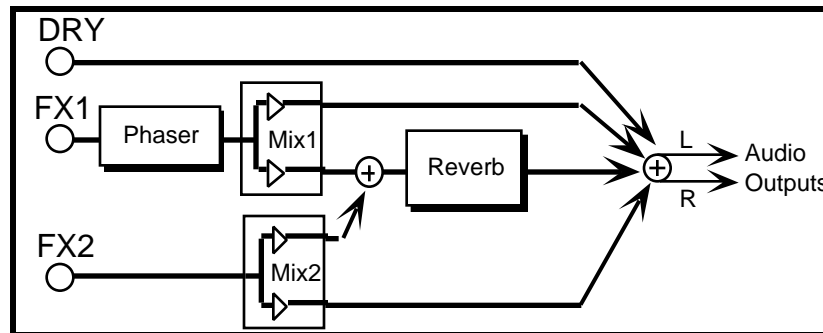 DRY
FX1
Phaser
Mix1
+
Reverb
+
L
Audio
Outputs
R
FX2
Mix2